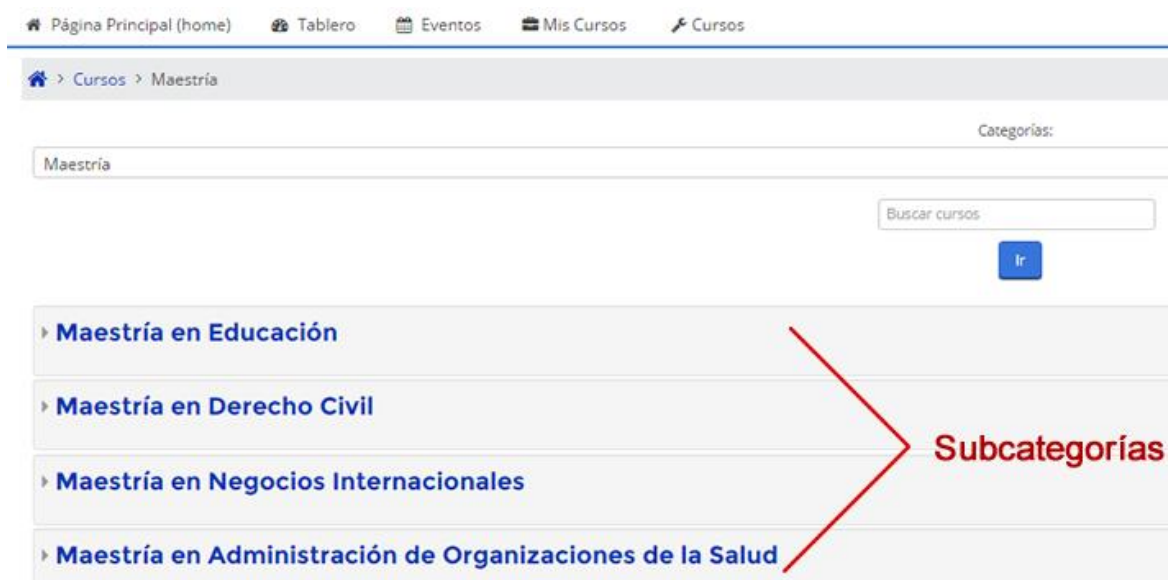 Página Principal (home) Tablero Eventos Mis Cursos Cursos
> Cursos > Maestría
Categorías:
Maestría
Buscar cursos
Ir
Maestría en Educación
Maestría en Derecho Civil
Subcategorías
Maestría en Negocios Internacionales
Maestría en Administración de Organizaciones de la Salud